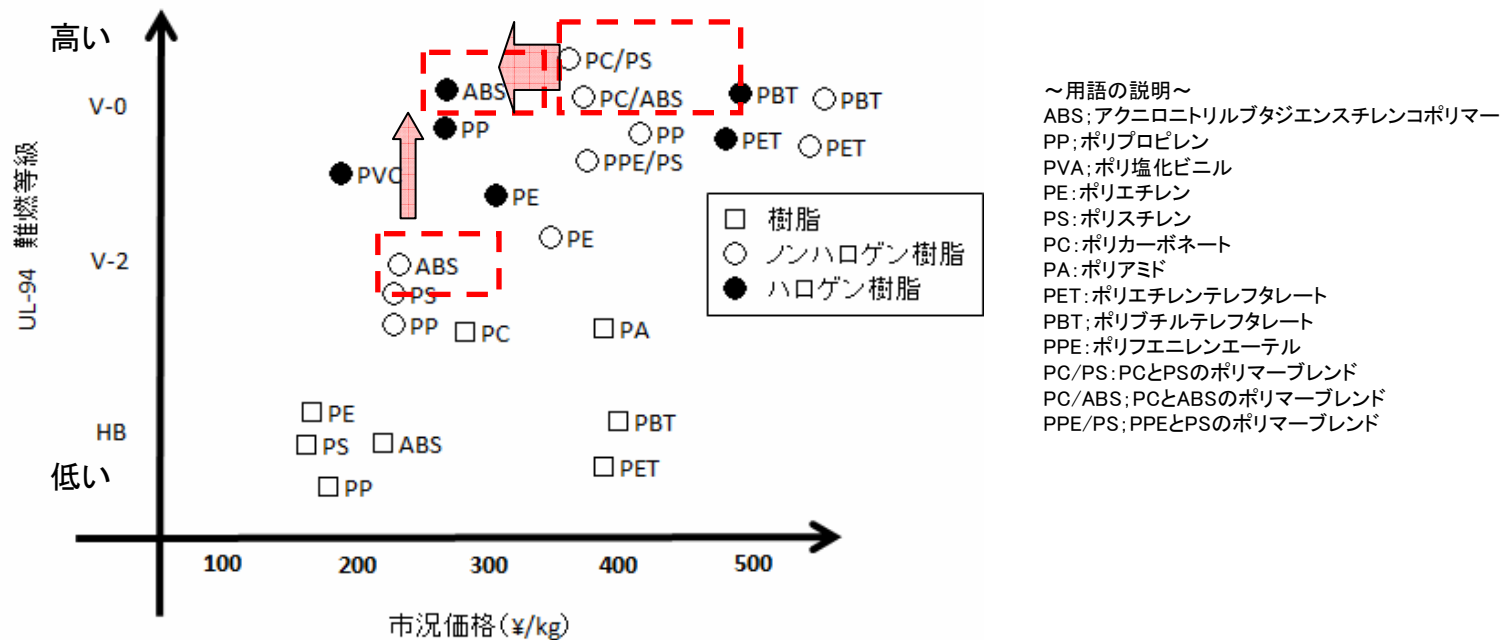 高い
PC/PS
V-0
ABS
PC/ABS
PBT
PBT
PP
PP
PET
PET
PPE/PS
PVC
PE
PE
V-2
ABS
PS
PP
PC
PA
PE
HB
PS
ABS
PBT
PET
PP
低い
UL-94 難燃等級
100 200 300 400 500
市況価格(¥/kg)
樹脂
ノンハロゲン樹脂
ハロゲン樹脂
～用語の説明～
ABS;アクニロニトリルブタジエンスチレンコポリマー
PP;ポリプロピレン
PVA;ポリ塩化ビニル
PE:ポリエチレン
PS:ポリスチレン
PC:ポリカーボネート
PA:ポリアミド
PET:ポリエチレンテレフタレート
PBT;ポリブチルテレフタレート
PPE:ポリフエニレンエーテル
PC/PS:PCとPSのポリマーブレンド
PC/ABS;PCとABSのポリマーブレンド
PPE/PS;PPEとPSのポリマーブレンド